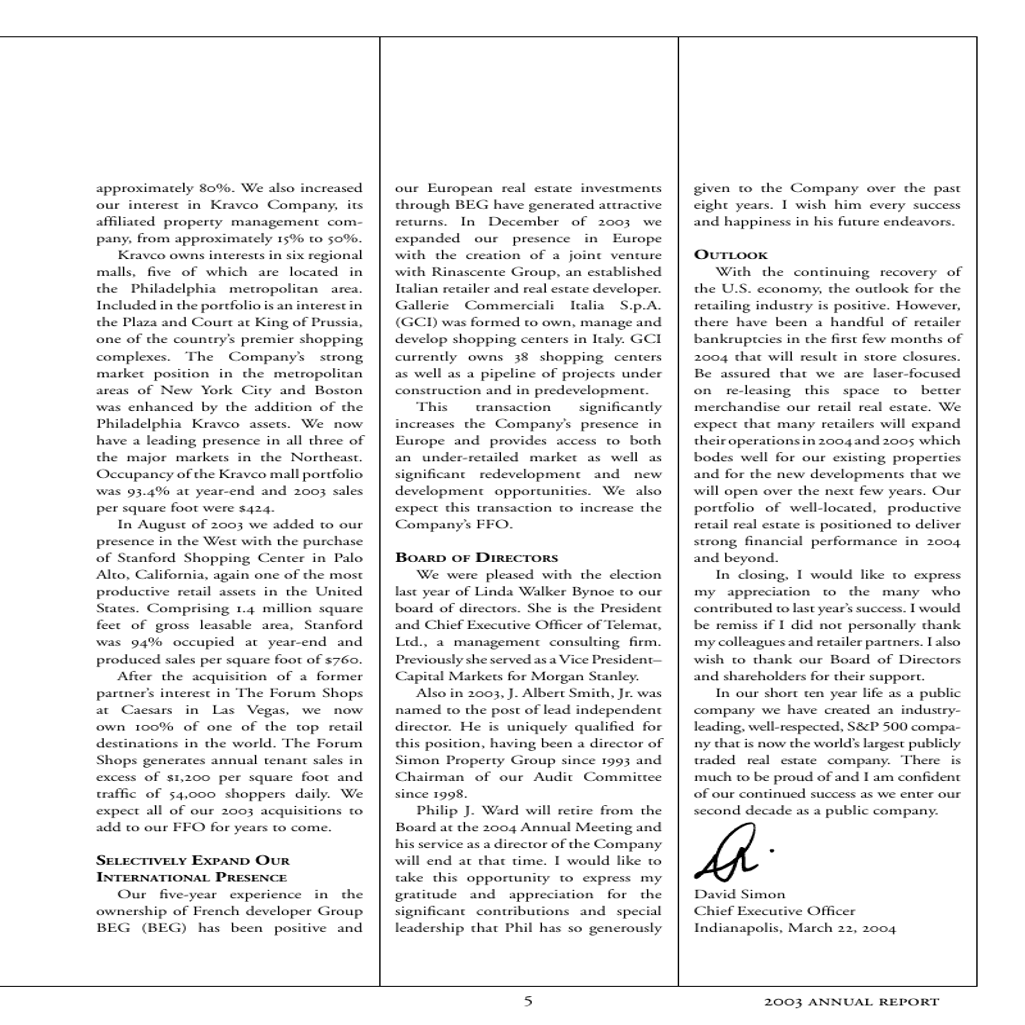 approximately 80%. We also increased
our interest in Kravco Company, its
affiliated property management com-
pany, from approximately 15% to 50%.
Kravco owns interests in six regional
malls, five of which are located in
the Philadelphia metropolitan area.
Included in the portfolio is an interest in
the Plaza and Court at King of Prussia,
one of the country's premier shopping
complexes. The Company's strong
market position in the metropolitan
areas of New York City and Boston
was enhanced by the addition of the
Philadelphia Kravco assets. We now
have a leading presence in all three of
the major markets in the Northeast.
Occupancy of the Kravco mall portfolio
was 93.4% at year-end and 2003 sales
per square foot were $424.
In August of 2003 we added to our
presence in the West with the purchase
of Stanford Shopping Center in Palo
Alto, California, again one of the most
productive retail assets in the United
States. Comprising 1.4 million square
feet of gross leasable area, Stanford
was 94% occupied at year-end and
produced sales per square foot of $760.
After the acquisition of a former
partner's interest in The Forum Shops
at Caesars in Las Vegas, we now
own 100% of one of the top retail
destinations in the world. The Forum
Shops generates annual tenant sales in
excess of $1,200 per square foot and
traffic of 54,000 shoppers daily. We
expect all of our 2003 acquisitions to
add to our FFO for years to come.
Selectively Expand Our
International Presence
Our five-year experience in the
ownership of French developer Group
BEG (BEG) has been positive and
our European real estate investments
through BEG have generated attractive
returns. In December of 2003 we
expanded our presence in Europe
with the creation of a joint venture
with Rinascente Group, an established
Italian retailer and real estate developer.
Gallerie Commerciali Italia S.p.A.
(GCI) was formed to own, manage and
develop shopping centers in Italy. GCI
currently owns 38 shopping centers
as well as a pipeline of projects under
construction and in predevelopment.
This transaction significantly
increases the Company's presence in
Europe and provides access to both
an under-retailed market as well as
significant redevelopment and new
development opportunities. We also
expect this transaction to increase the
Company's FFO.
Board of Directors
We were pleased with the election
last year of Linda Walker Bynoe to our
board of directors. She is the President
and Chief Executive Officer of Telemat,
Ltd., a management consulting firm.
Previously she served as a Vice President–
Capital Markets for Morgan Stanley.
Also in 2003, J. Albert Smith, Jr. was
named to the post of lead independent
director. He is uniquely qualified for
this position, having been a director of
Simon Property Group since 1993 and
Chairman of our Audit Committee
since 1998.
Philip J. Ward will retire from the
Board at the 2004 Annual Meeting and
his service as a director of the Company
will end at that time. I would like to
take this opportunity to express my
gratitude and appreciation for the
significant contributions and special
leadership that Phil has so generously
given to the Company over the past
eight years. I wish him every success
and happiness in his future endeavors.
Outlook
With the continuing recovery of
the U.S. economy, the outlook for the
retailing industry is positive. However,
there have been a handful of retailer
bankruptcies in the first few months of
2004 that will result in store closures.
Be assured that we are laser-focused
on re-leasing this space to better
merchandise our retail real estate. We
expect that many retailers will expand
their operations in 2004 and 2005 which
bodes well for our existing properties
and for the new developments that we
will open over the next few years. Our
portfolio of well-located, productive
retail real estate is positioned to deliver
strong financial performance in 2004
and beyond.
In closing, I would like to express
my appreciation to the many who
contributed to last year's success. I would
be remiss if I did not personally thank
my colleagues and retailer partners. I also
wish to thank our Board of Directors
and shareholders for their support.
In our short ten year life as a public
company we have created an industry-
leading, well-respected, S&P 500 compa-
ny that is now the world's largest publicly
traded real estate company. There is
much to be proud of and I am confident
of our continued success as we enter our
second decade as a public company.
David Simon
Chief Executive Officer
Indianapolis, March 22, 2004
5
2003 ANNUAL REPORT